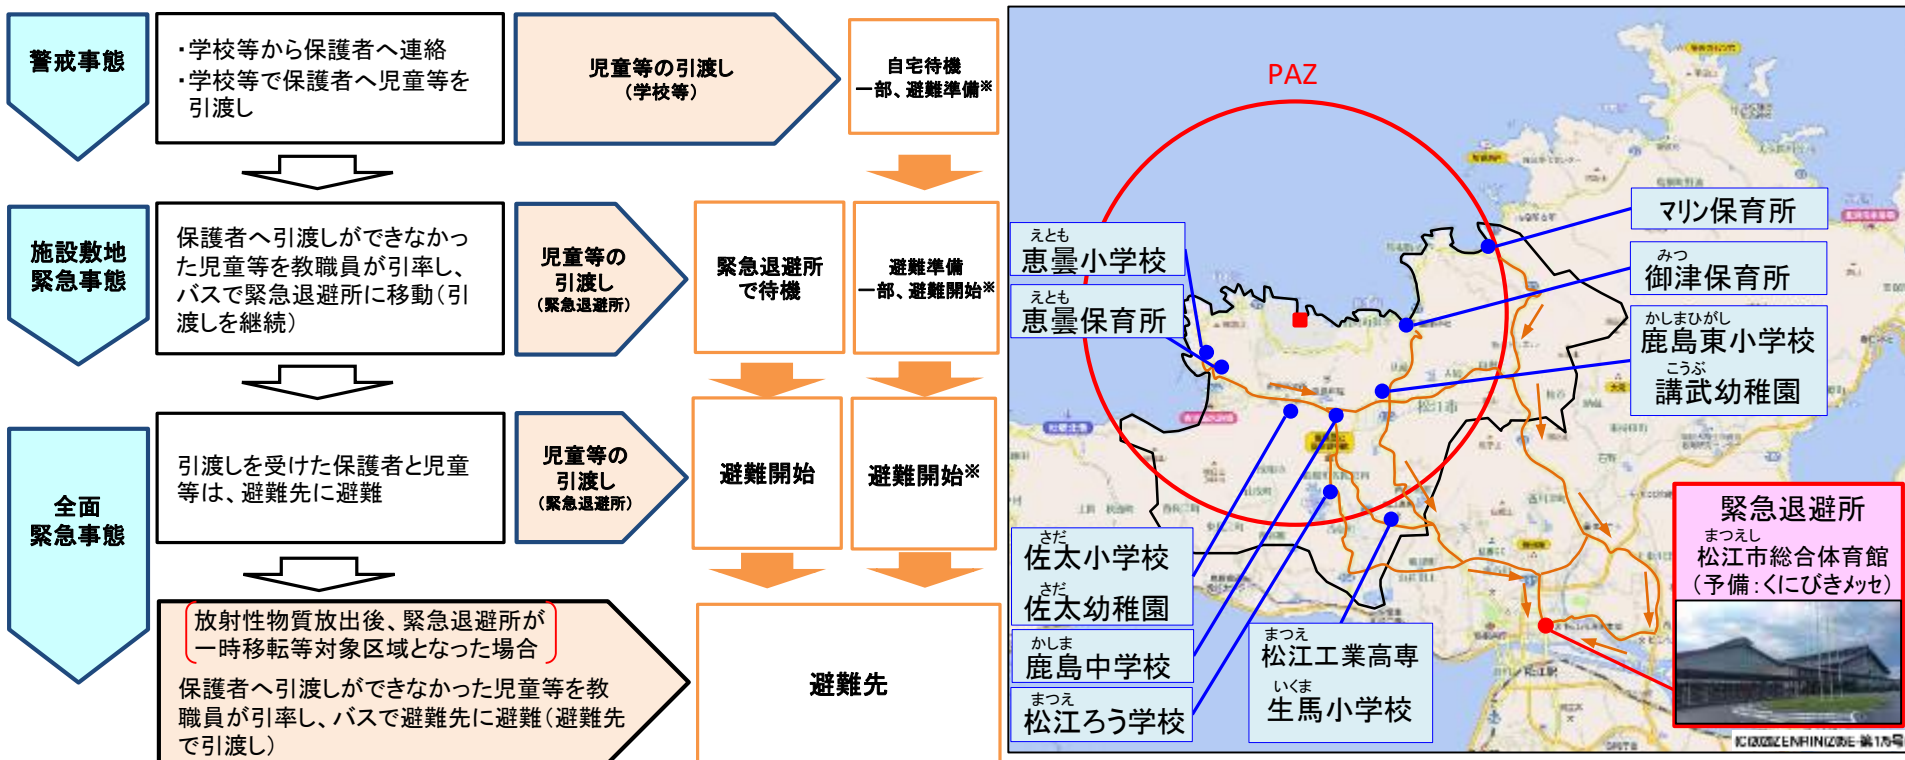 警戒事態
・学校等から保護者へ連絡
・学校等で保護者へ児童等を
引渡し
児童等の引渡し
(学校等)
自宅待機
一部、避難準備※
施設敷地
緊急事態
保護者へ引渡しができなかっ
た児童等を教職員が引率し、
バスで緊急退避所に移動(引
渡しを継続)
児童等の
引渡し
(緊急退避所)
緊急退避所
で待機
避難準備
一部、避難開始※
全面
緊急事態
引渡しを受けた保護者と児童
等は、避難先に避難
児童等の
引渡し
(緊急退避所)
避難開始
避難開始※
放射性物質放出後、緊急退避所が
一時移転等対象区域となった場合
保護者へ引渡しができなかった児童等を教
職員が引率し、バスで避難先に避難(避難先
で引渡し)
避難先
PAZ
えとも
恵曇小学校
えとも
恵曇保育所
マリン保育所
みつ
御津保育所
かしまひがし
鹿島東小学校
こうぶ
講武幼稚園
さだ
佐太小学校
さだ
佐太幼稚園
かしま
鹿島中学校
まつえ
松江ろう学校
まつえ
松江工業高専
いくま
生馬小学校
松江市
緊急退避所
まつえし
松江市総合体育館
(予備:くにびきメッセ)